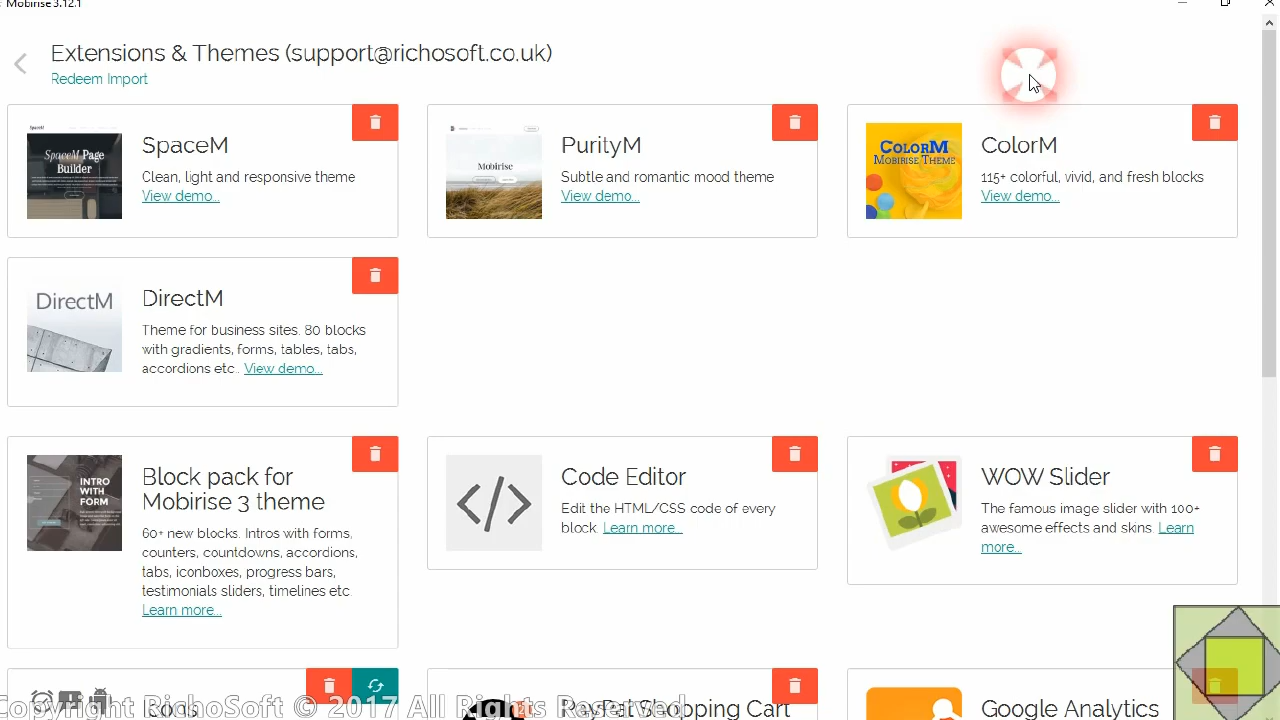 Mobirise 3.12.1
Extensions & Themes (support@richosoft.co.uk)
Redeem Import
SpaceM
Clean, light and responsive theme.
View demo...
SpaceM Page
Builder
PurityM
Subtle and romantic mood theme
View demo...
Mobirise
ColorM
115+ colorful, vivid, and fresh blocks
View demo...
COLORM
MOBIRISE THEME
DirectM
DirectM
Theme for business sites. 80 blocks
with gradients, forms, tables, tabs,
accordions etc.. View demo...
INTRO
WITH
FORM
Block pack for
Mobirise 3 theme
60+ new blocks. Intros with forms,
counters, countdowns, accordions,
tabs, iconboxes, progress bars,
testimonials sliders, timelines etc.
Learn more...
</> Code Editor
Edit the HTML/CSS code of every
block. Learn more...
WOW Slider
The famous image slider with 100+
awesome effects and skins. Learn
more...
Icons
PayPal Shopping Cart
Google Analytics
Copyright RichoSoft © 2017 All Rights Reserved